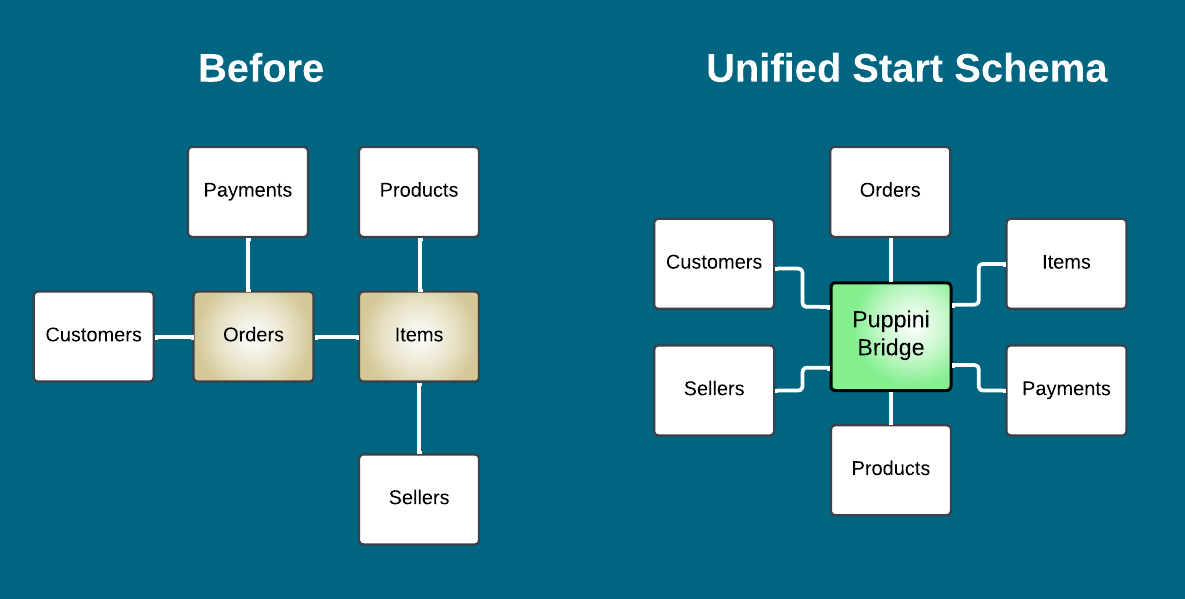 Before
Payments
Products
Customers
Orders
Items
Sellers
Unified Start Schema
Orders
Customers
Items
Puppini
Bridge
Sellers
Payments
Products